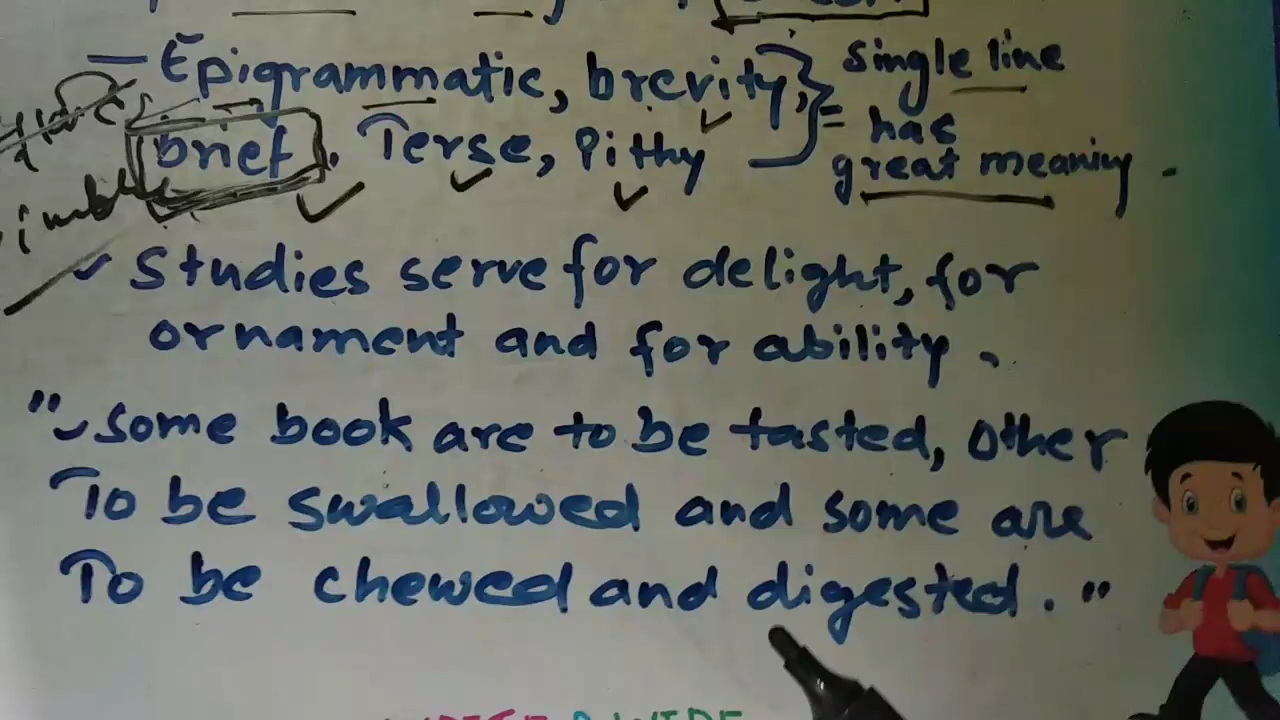 — Epigrammatic, brevity, } = Single line
brief. Terse, Pithy has
great meaning.
Studies serve for delight, for
ornament and for ability.
"Some book are to be tasted, Other
To be swallowed and some are
To be chewed and digested."